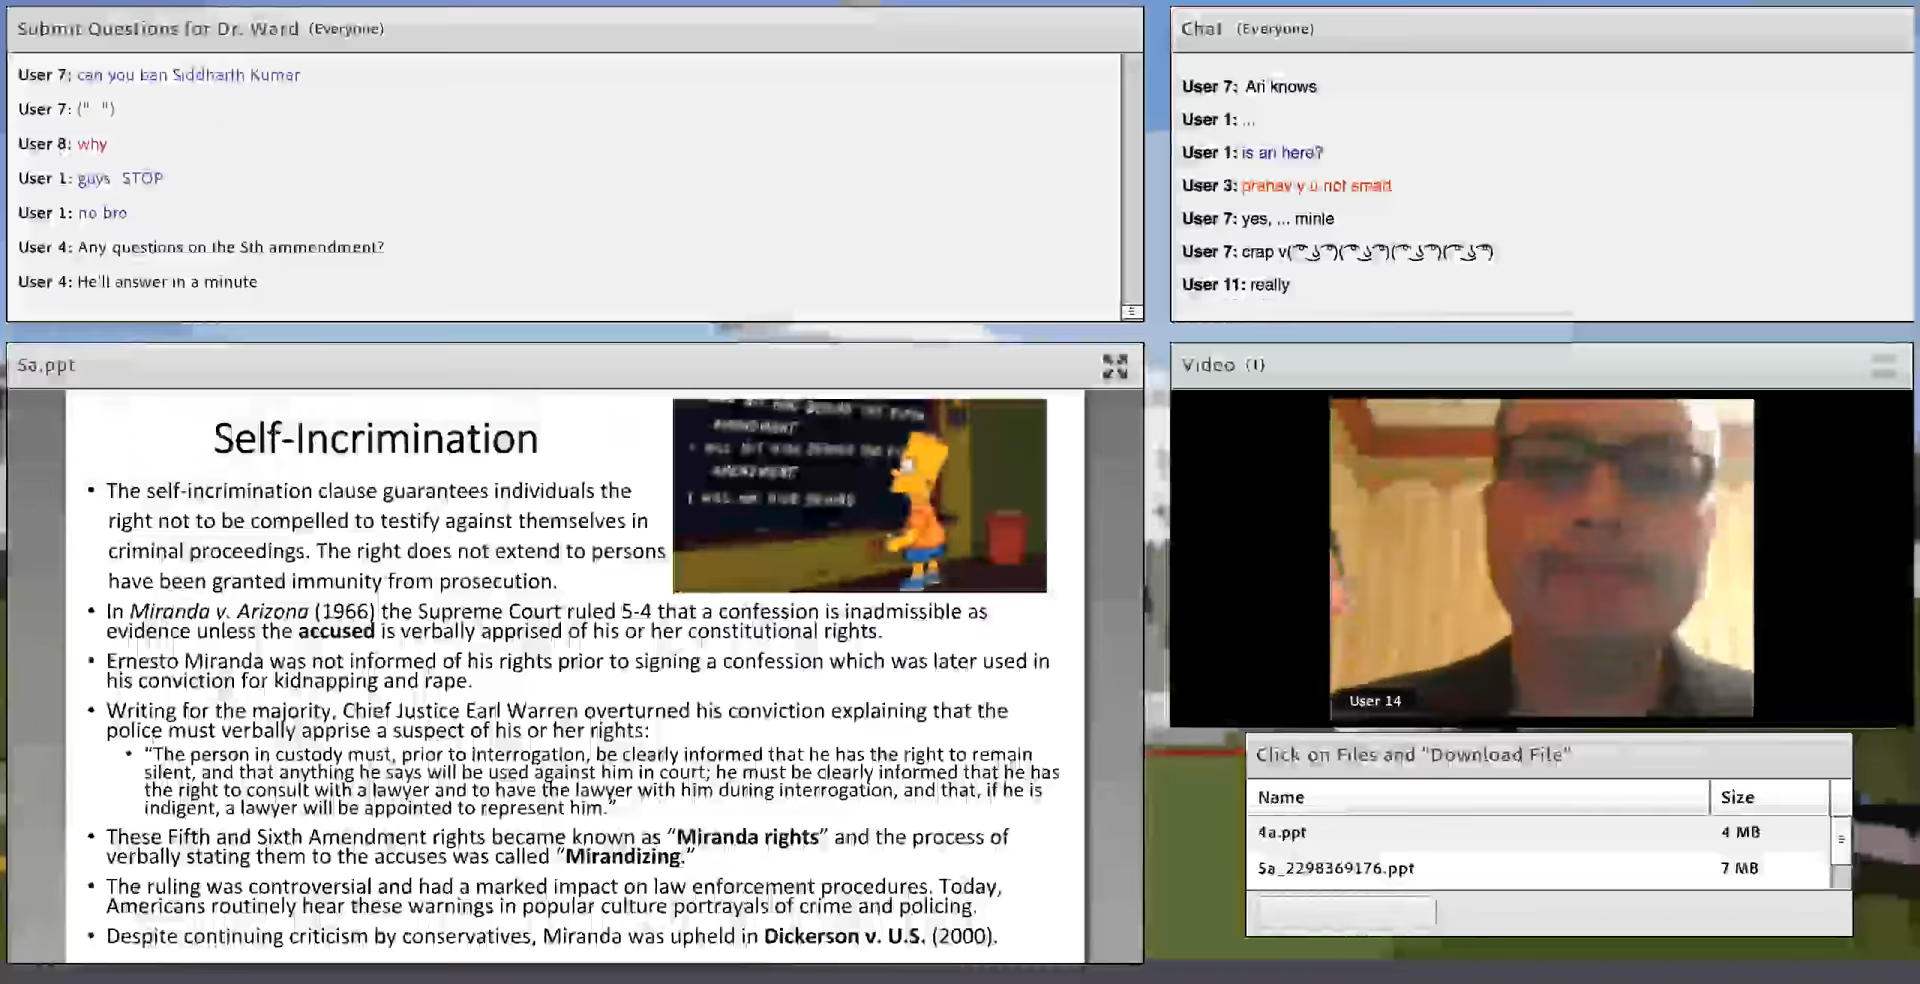 Submit Questions for Dr. Ward (Everyone)
User 7: can you ban Siddharth Kumar
User 7: (" ")
User 8: why
User 1: guys STOP
User 1: no bro
User 4: Any questions on the 5th ammendment?
User 4: He'll answer in a minute
Chat (Everyone)
User 7: Ari knows
User 1: ...
User 1: is ari here?
User 3: y u not smart
User 7: yes, ...
User 7: crap v( ͡° ͜ʖ ͡°)( ͡° ͜ʖ ͡°)( ͡° ͜ʖ ͡°)( ͡° ͜ʖ ͡°)
User 11: really
5a.ppt
Self-Incrimination
• The self-incrimination clause guarantees individuals the
right not to be compelled to testify against themselves in
criminal proceedings. The right does not extend to persons
have been granted immunity from prosecution.
• In Miranda v. Arizona (1966) the Supreme Court ruled 5-4 that a confession is inadmissible as
evidence unless the accused is verbally apprised of his or her constitutional rights.
• Ernesto Miranda was not informed of his rights prior to signing a confession which was later used in
his conviction for kidnapping and rape.
• Writing for the majority, Chief Justice Earl Warren overturned his conviction explaining that the
police must verbally apprise a suspect of his or her rights:
• “The person in custody must, prior to interrogation, be clearly informed that he has the right to remain
silent, and that anything he says will be used against him in court; he must be clearly informed that he has
the right to consult with a lawyer and to have the lawyer with him during interrogation, and that, if he is
indigent, a lawyer will be appointed to represent him.”
• These Fifth and Sixth Amendment rights became known as “Miranda rights” and the process of
verbally stating them to the accuses was called “Mirandizing.”
• The ruling was controversial and had a marked impact on law enforcement procedures. Today,
Americans routinely hear these warnings in popular culture portrayals of crime and policing.
• Despite continuing criticism by conservatives, Miranda was upheld in Dickerson v. U.S. (2000).
AMENDMENT
AMENDMENT
I WILL NOT
Video (1)
User 14
Click on Files and "Download File"
Name Size
4a.ppt 4 MB
5a_2298369176.ppt 7 MB